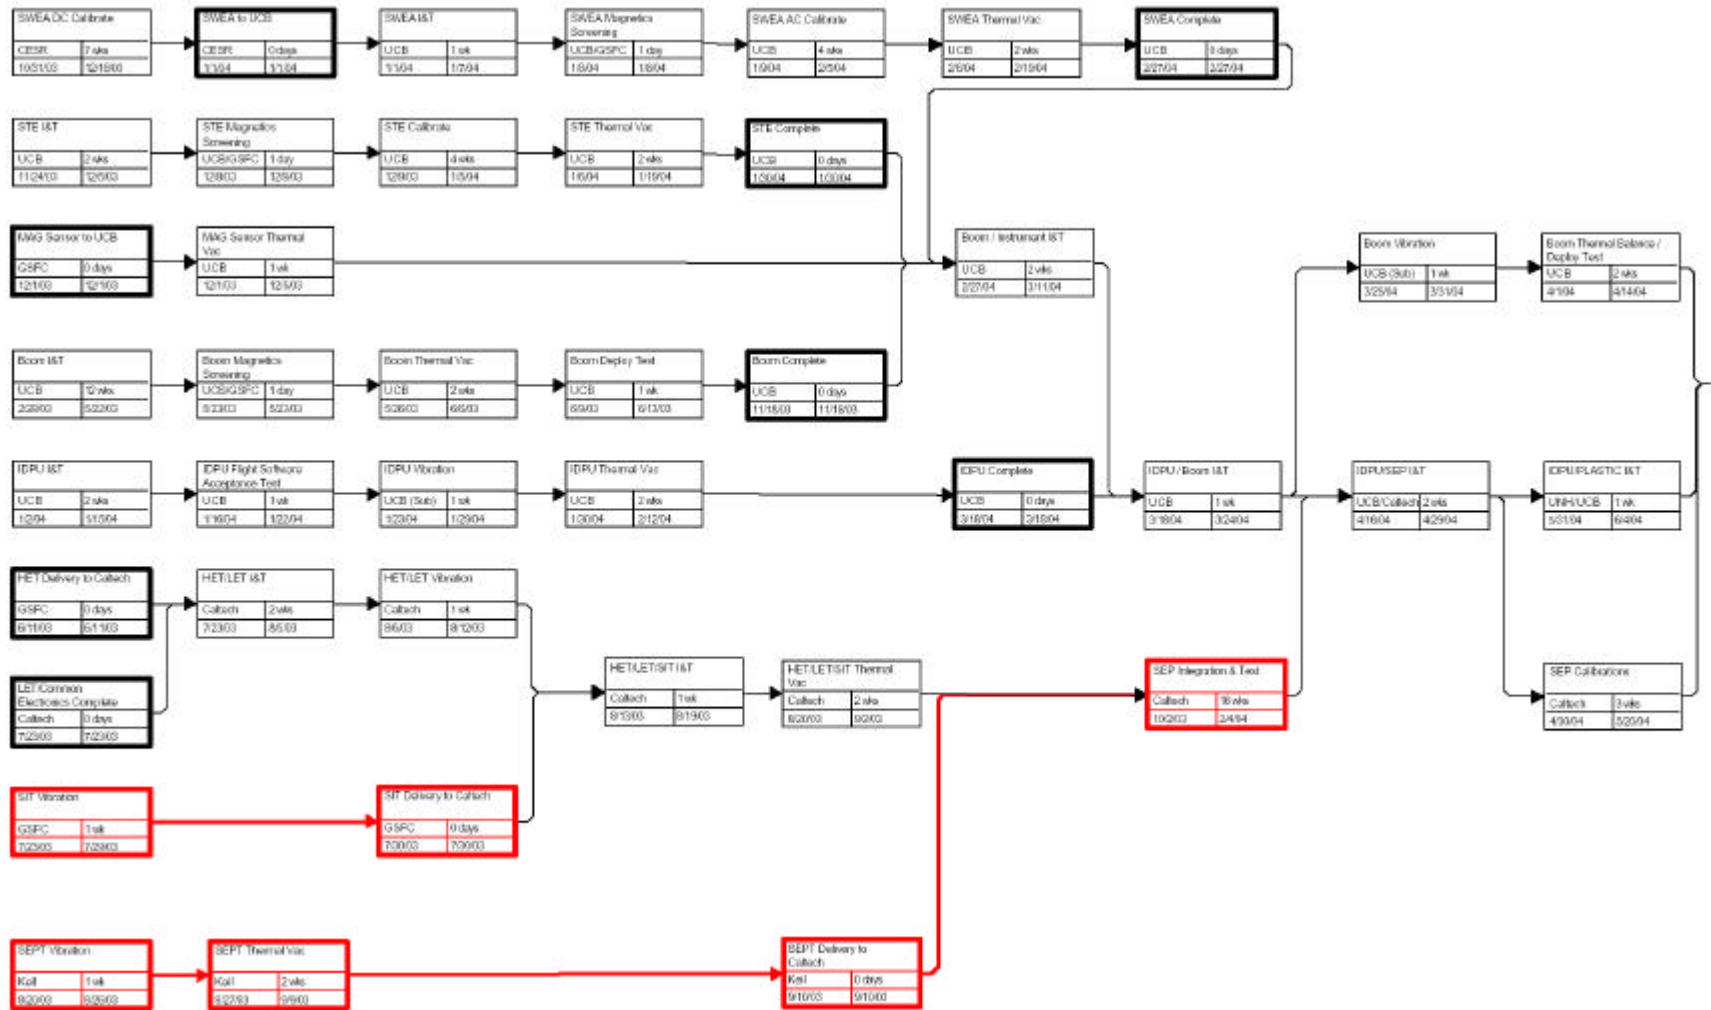 SWEA DC Calibrate
CESR 7 wks
10/31/03 12/18/03
SWEA to UCB
CESR 0 days
1/1/04 1/1/04
SWEA I&T
UCB 1 wk
1/1/04 1/7/04
SWEA Magnetics
Screening
UCB/GSFC 1 day
1/8/04 1/8/04
SWEA AC Calibrate
UCB 4 wks
1/9/04 2/5/04
SWEA Thermal Vac
UCB 2 wks
2/6/04 2/19/04
SWEA Complete
UCB 0 days
2/27/04 2/27/04
STE I&T
UCB 2 wks
11/24/03 12/5/03
STE Magnetics
Screening
UCB/GSFC 1 day
12/8/03 12/8/03
STE Calibrate
UCB 4 wks
12/9/03 1/5/04
STE Thermal Vac
UCB 2 wks
1/6/04 1/19/04
STE Complete
UCB 0 days
1/30/04 1/30/04
MAG Sensor to UCB
GSFC 0 days
12/1/03 12/1/03
MAG Sensor Thermal
Vac
UCB 1 wk
12/1/03 12/5/03
Boom / Instrument I&T
UCB 2 wks
2/27/04 3/11/04
Boom Vibration
UCB (Sub) 1 wk
3/25/04 3/31/04
Boom Thermal Balance /
Deploy Test
UCB 2 wks
4/1/04 4/14/04
Boom I&T
UCB 12 wks
2/28/03 5/22/03
Boom Magnetics
Screening
UCB/GSFC 1 day
5/23/03 5/23/03
Boom Thermal Vac
UCB 2 wks
5/26/03 6/6/03
Boom Deploy Test
UCB 1 wk
6/9/03 6/13/03
Boom Complete
UCB 0 days
11/18/03 11/18/03
IDPU I&T
UCB 2 wks
1/2/04 1/15/04
IDPU Flight Software
Acceptance Test
UCB 1 wk
1/16/04 1/22/04
IDPU Vibration
UCB (Sub) 1 wk
1/23/04 1/29/04
IDPU Thermal Vac
UCB 2 wks
1/30/04 2/12/04
IDPU Complete
UCB 0 days
3/18/04 3/18/04
IDPU / Boom I&T
UCB 1 wk
3/18/04 3/24/04
IDPU/SEP I&T
UCB/Caltech 2 wks
4/16/04 4/29/04
IDPU/PLASTIC I&T
UNH/UCB 1 wk
5/31/04 6/4/04
HET Delivery to Caltech
GSFC 0 days
6/11/03 6/11/03
HET/LET I&T
Caltech 2 wks
7/23/03 8/5/03
HET/LET Vibration
Caltech 1 wk
8/6/03 8/12/03
LET/Common
Electronics Complete
Caltech 0 days
7/23/03 7/23/03
HET/LET/SIT I&T
Caltech 1 wk
8/13/03 8/19/03
HET/LET/SIT Thermal
Vac
Caltech 2 wks
8/20/03 9/2/03
SEP Integration & Test
Caltech 18 wks
10/2/03 2/4/04
SEP Calibrations
Caltech 3 wks
4/30/04 5/20/04
SIT Vibration
GSFC 1 wk
7/23/03 7/29/03
SIT Delivery to Caltech
GSFC 0 days
7/30/03 7/30/03
SEPT Vibration
Keil 1 wk
8/20/03 8/26/03
SEPT Thermal Vac
Keil 2 wks
8/27/03 9/9/03
SEPT Delivery to
Caltech
Keil 0 days
9/10/03 9/10/03